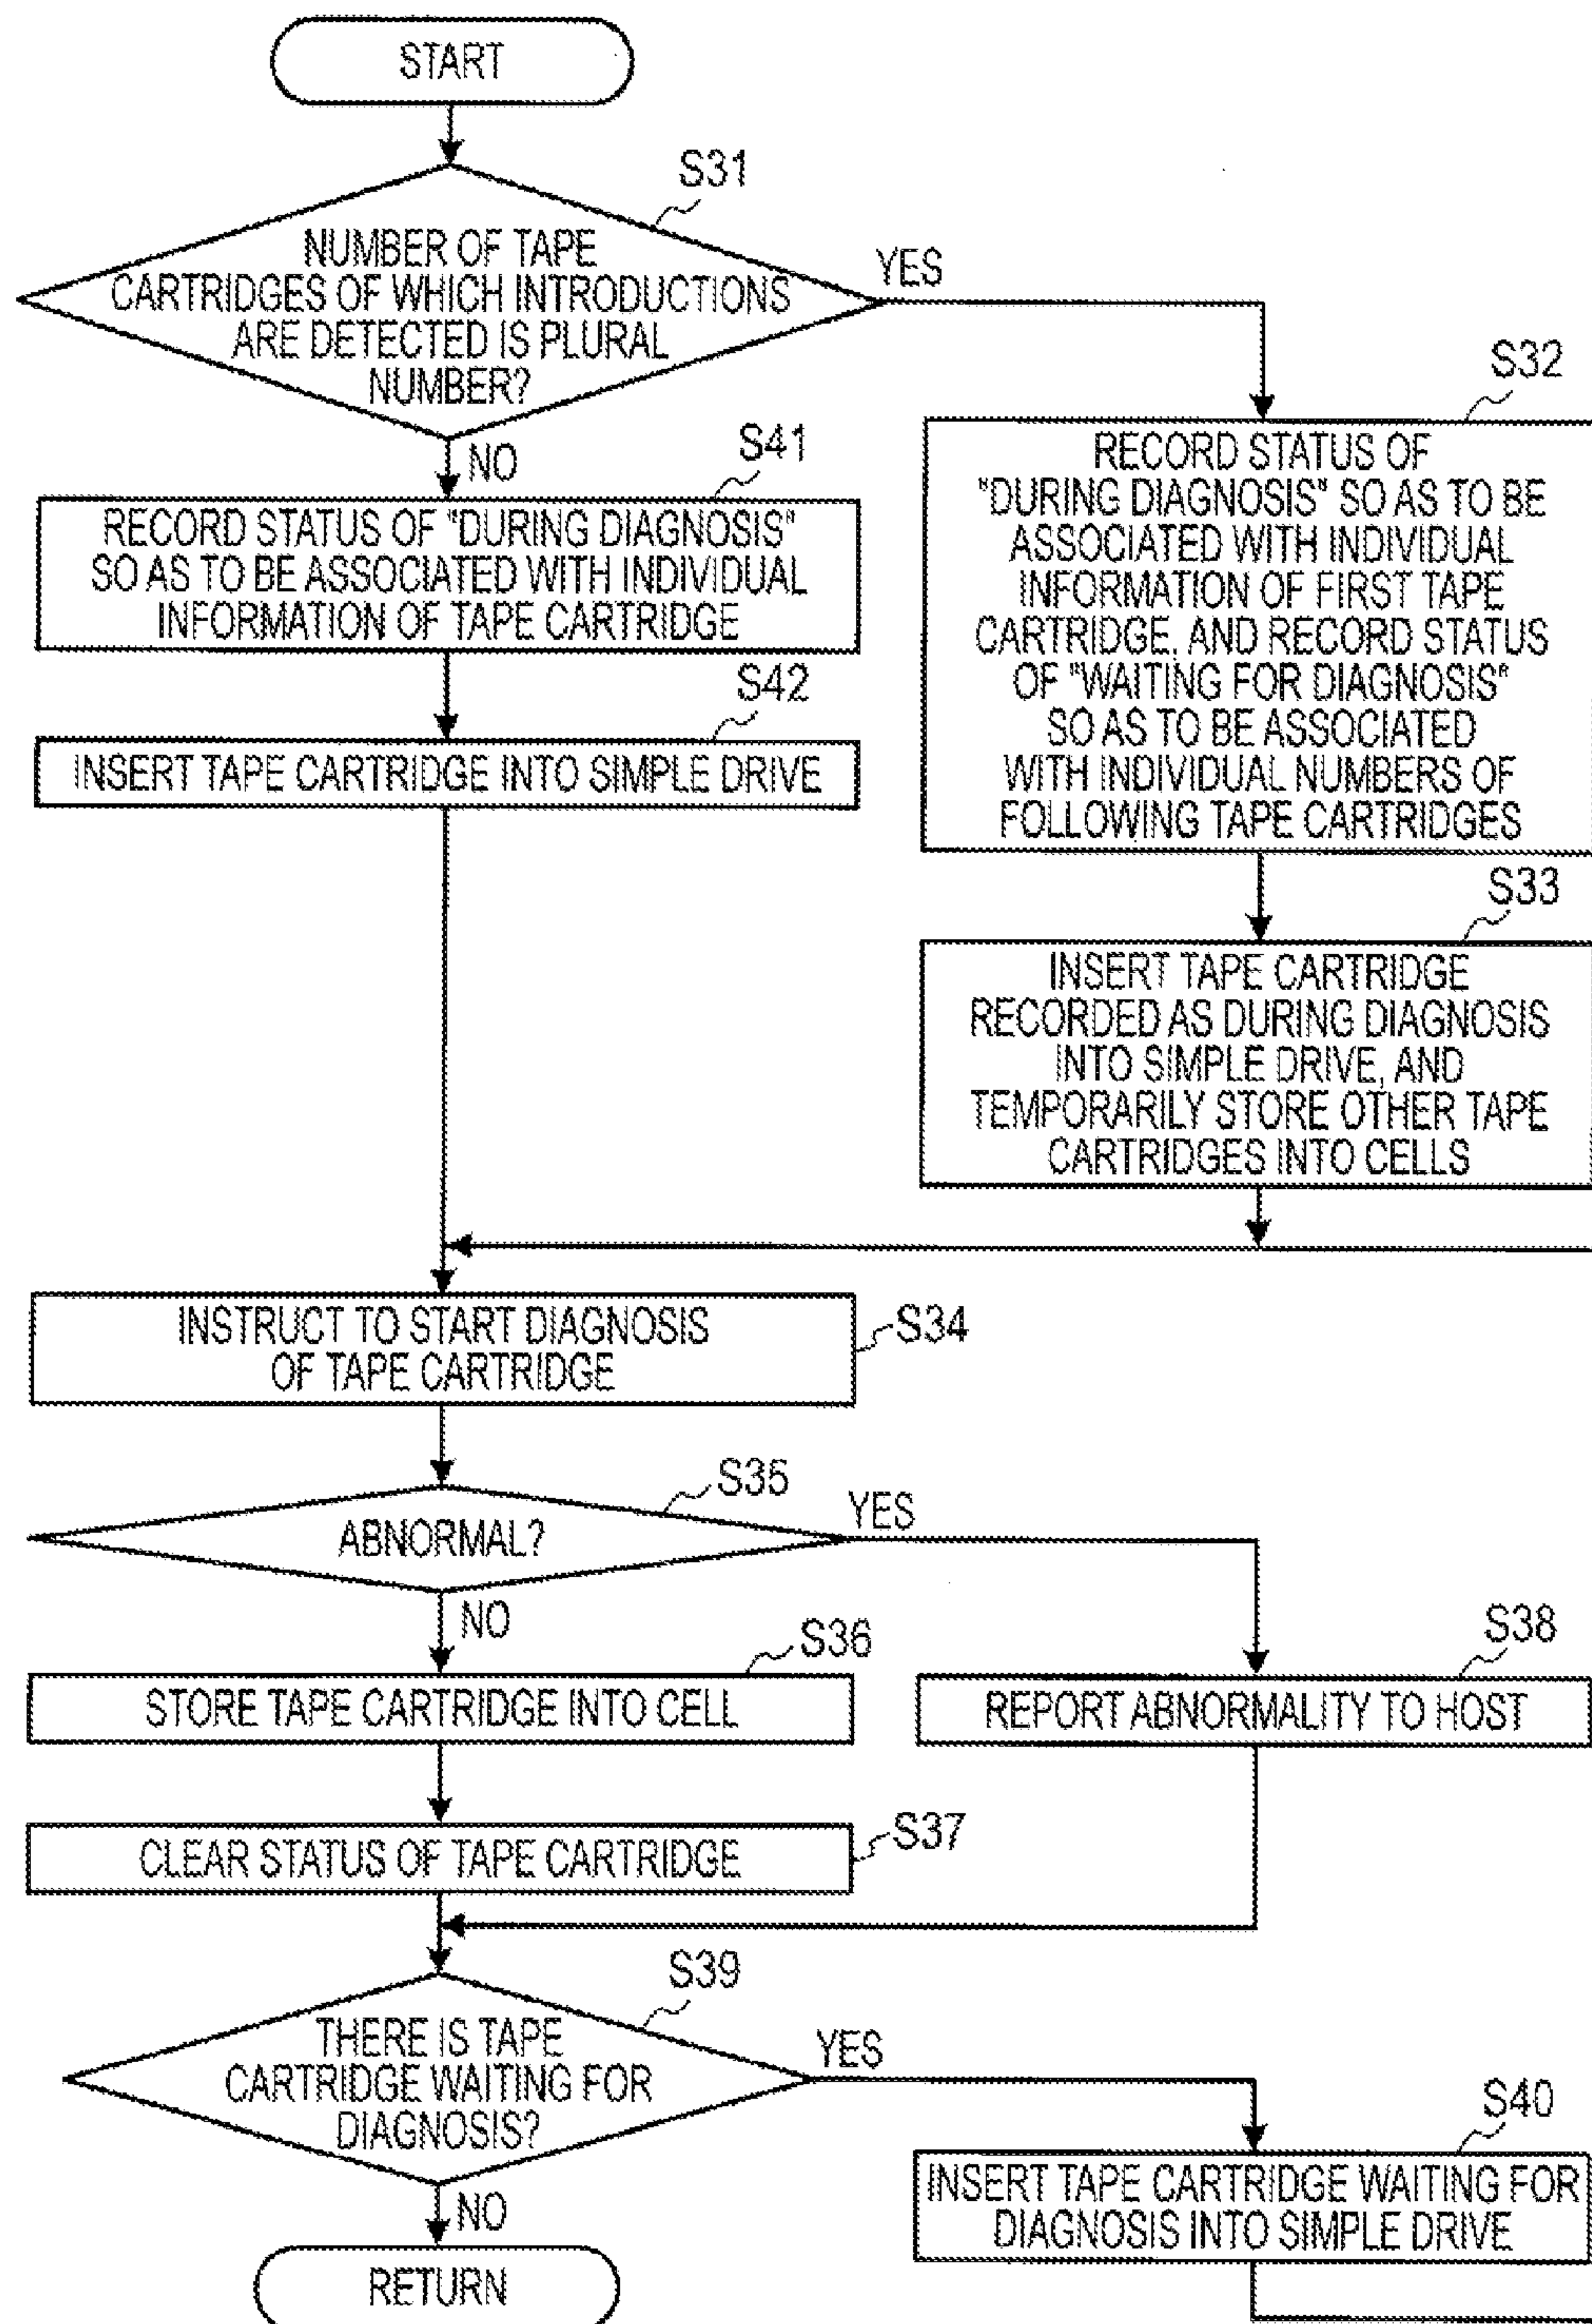 START
S31
NUMBER OF TAPE
CARTRIDGES OF WHICH INTRODUCTIONS
ARE DETECTED IS PLURAL
NUMBER?
YES
NO
S32
RECORD STATUS OF
"DURING DIAGNOSIS" SO AS TO BE
ASSOCIATED WITH INDIVIDUAL
INFORMATION OF FIRST TAPE
CARTRIDGE, AND RECORD STATUS
OF "WAITING FOR DIAGNOSIS"
SO AS TO BE ASSOCIATED
WITH INDIVIDUAL NUMBERS OF
FOLLOWING TAPE CARTRIDGES
S41
RECORD STATUS OF "DURING DIAGNOSIS"
SO AS TO BE ASSOCIATED WITH INDIVIDUAL
INFORMATION OF TAPE CARTRIDGE
S42
INSERT TAPE CARTRIDGE INTO SIMPLE DRIVE
S33
INSERT TAPE CARTRIDGE
RECORDED AS DURING DIAGNOSIS
INTO SIMPLE DRIVE, AND
TEMPORARILY STORE OTHER TAPE
CARTRIDGES INTO CELLS
INSTRUCT TO START DIAGNOSIS
OF TAPE CARTRIDGE
S34
S35
ABNORMAL?
YES
NO
S36
STORE TAPE CARTRIDGE INTO CELL
S38
REPORT ABNORMALITY TO HOST
CLEAR STATUS OF TAPE CARTRIDGE
S37
S39
THERE IS TAPE
CARTRIDGE WAITING FOR
DIAGNOSIS?
YES
NO
S40
INSERT TAPE CARTRIDGE WAITING FOR
DIAGNOSIS INTO SIMPLE DRIVE
RETURN